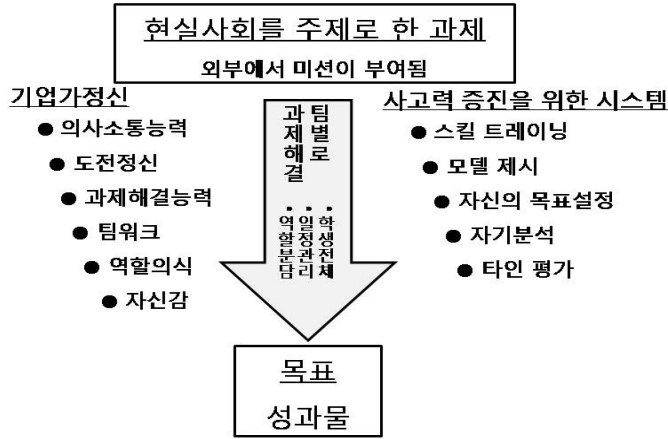 현실사회를 주제로 한 과제
외부에서 미션이 부여됨
기업가정신
● 의사소통능력
● 도전정신
● 과제해결능력
● 팀워크
● 역할의식
● 자신감
팀별로
과제해결
・학생전체
・일정관리
・역할분담
사고력 증진을 위한 시스템
● 스킬 트레이닝
● 모델 제시
● 자신의 목표설정
● 자기분석
● 타인 평가
목표
성과물